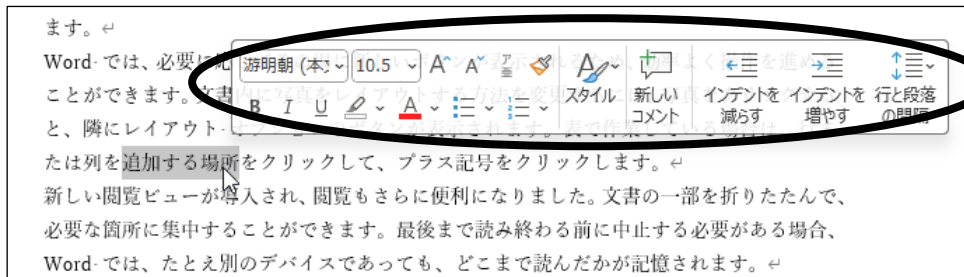 ます。↵
Word では、必要に
游明朝 (本: 10.5 A A
B I U A スタイル 新しい コメント インデントを 減らす インデントを 増やす 行と段落 の間隔
ことができます。文書
と、隣にレイアウト
たは列を追加する場所をクリックして、プラス記号をクリックします。↵
新しい閲覧ビューが導入され、閲覧もさらに便利になりました。文書の一部を折りたたんで、
必要な箇所に集中することができます。最後まで読み終わる前に中止する必要がある場合、
Word では、たとえ別のデバイスであっても、どこまで読んだかが記憶されます。↵